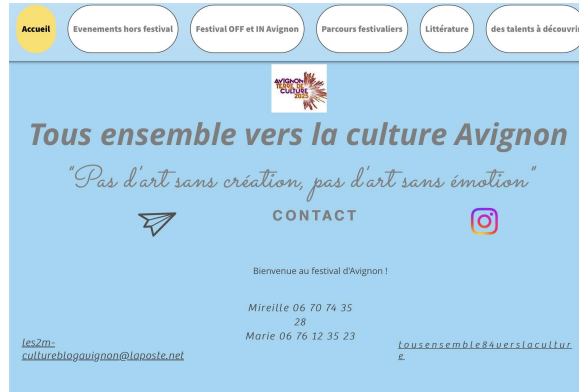 Accueil
Evenements hors festival
Festival OFF et IN Avignon
Parcours festivaliers
Littérature
des talents à découvrir
AVIGNON
TERRE DE
CULTURE
2025
Tous ensemble vers la culture Avignon
"Pas d'art sans création, pas d'art sans émotion"
CONTACT
Bienvenue au festival d'Avignon !
Mireille 06 70 74 35
28
Marie 06 76 12 35 23
les2m-
cultureblogavignon@laposte.net
tousensemble84verslacultur
e